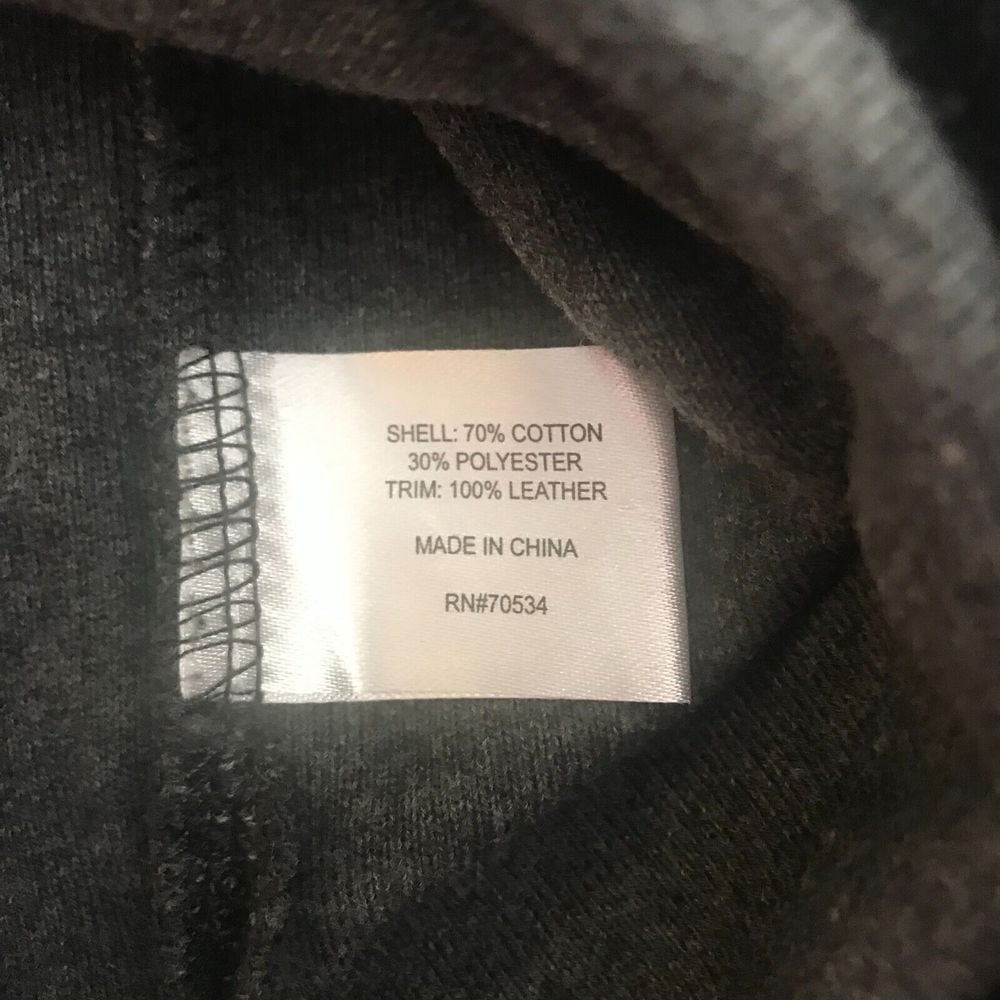 SHELL: 70% COTTON
30% POLYESTER
TRIM: 100% LEATHER
MADE IN CHINA
RN#70534